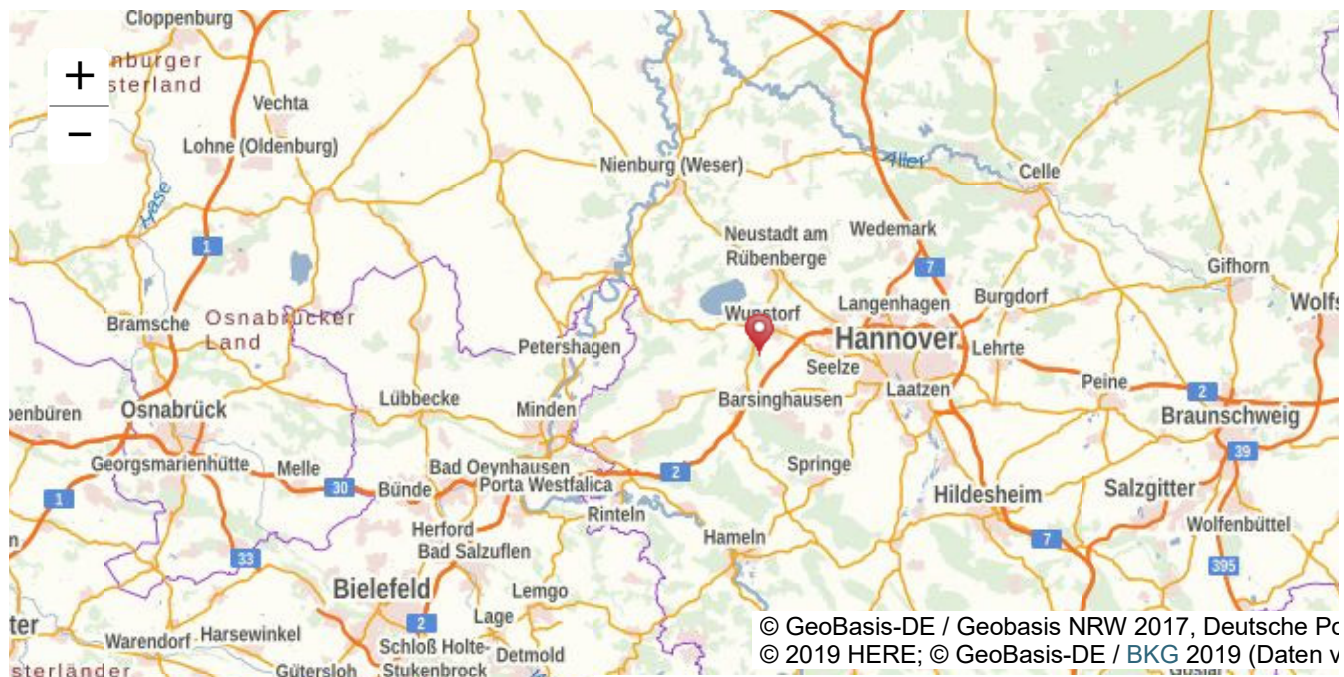 Cloppenburg
nburger
sterland
+
−
Vechta
Lohne (Oldenburg)
Hase
Nienburg (Weser)
Aller
Celle
1
Neustadt am
Rübenberge
Wedemark
7
Gifhorn
Langenhagen
Burgdorf
Wolfs
Wunstorf
Bramsche
Osnabrücker
Land
Petershagen
Hannover
Seelze
Lehrte
Laatzen
Peine
2
Barsinghausen
Braunschweig
penbüren
Osnabrück
Lübbecke
Minden
39
Georgsmarienhütte
Melle
Bad Oeynhausen
Porta Westfalica
2
Springe
30
Bünde
1
Hildesheim
Salzgitter
Rinteln
Herford
Hameln
Wolfenbüttel
n
33
Bad Salzuflen
7
395
Bielefeld
Lemgo
2
Lage
ter
Warendorf
Harsewinkel
Schloß Holte-
Stukenbrock
Detmold
sterländer
Gütersloh
© GeoBasis-DE / Geobasis NRW 2017, Deutsche Po
© 2019 HERE; © GeoBasis-DE / BKG 2019 (Daten v